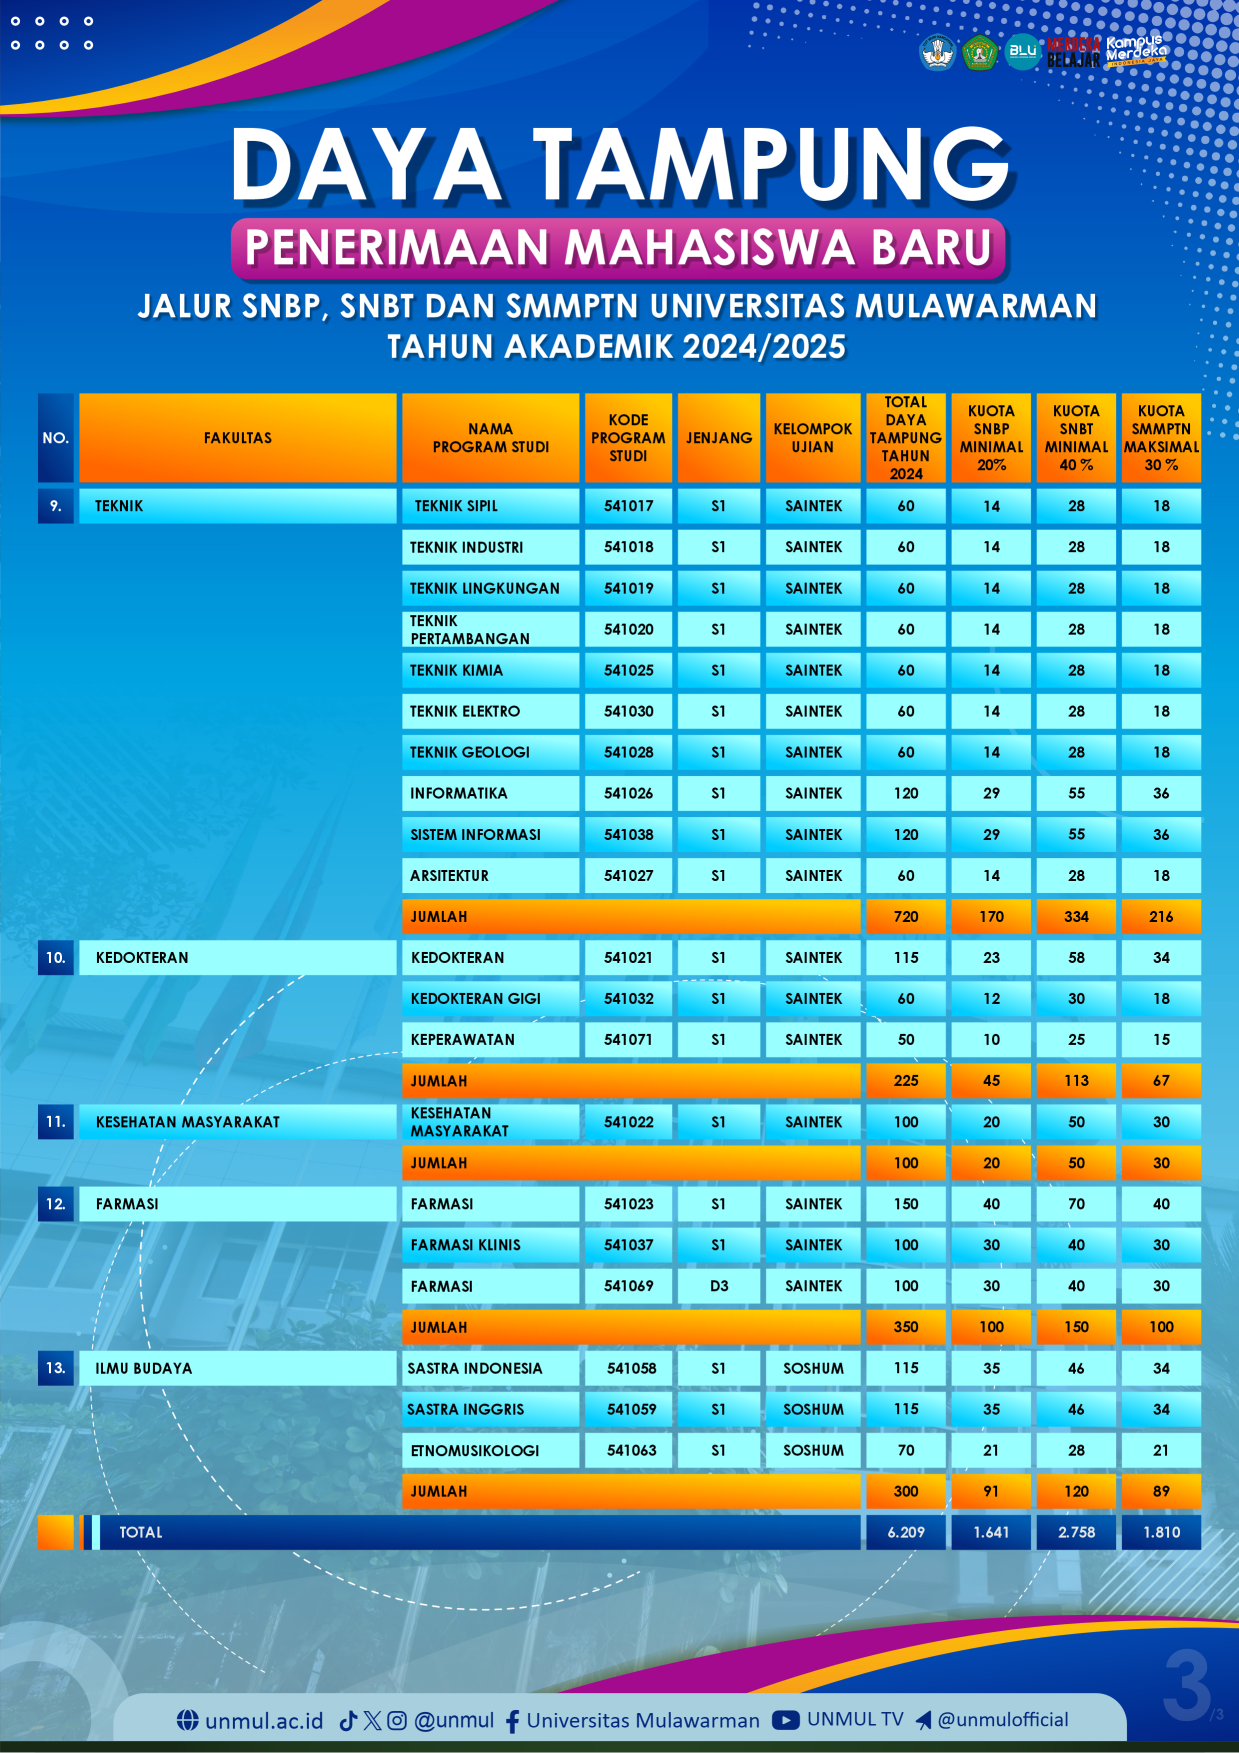 BLU
MERDEKA
BELAJAR
Kampus
Merdeka
INDONESIA JAYA
DAYA TAMPUNG
PENERIMAAN MAHASISWA BARU
JALUR SNBP, SNBT DAN SMMPTN UNIVERSITAS MULAWARMAN
TAHUN AKADEMIK 2024/2025
NO. FAKULTAS NAMA PROGRAM STUDI KODE PROGRAM STUDI JENJANG KELOMPOK UJIAN TOTAL DAYA TAMPUNG TAHUN 2024 KUOTA SNBP MINIMAL 20% KUOTA SNBT MINIMAL 40 % KUOTA SMMPTN MAKSIMAL 30 %
9. TEKNIK TEKNIK SIPIL 541017 S1 SAINTEK 60 14 28 18
TEKNIK INDUSTRI 541018 S1 SAINTEK 60 14 28 18
TEKNIK LINGKUNGAN 541019 S1 SAINTEK 60 14 28 18
TEKNIK PERTAMBANGAN 541020 S1 SAINTEK 60 14 28 18
TEKNIK KIMIA 541025 S1 SAINTEK 60 14 28 18
TEKNIK ELEKTRO 541030 S1 SAINTEK 60 14 28 18
TEKNIK GEOLOGI 541028 S1 SAINTEK 60 14 28 18
INFORMATIKA 541026 S1 SAINTEK 120 29 55 36
SISTEM INFORMASI 541038 S1 SAINTEK 120 29 55 36
ARSITEKTUR 541027 S1 SAINTEK 60 14 28 18
JUMLAH 720 170 334 216
10. KEDOKTERAN KEDOKTERAN 541021 S1 SAINTEK 115 23 58 34
KEDOKTERAN GIGI 541032 S1 SAINTEK 60 12 30 18
KEPERAWATAN 541071 S1 SAINTEK 50 10 25 15
JUMLAH 225 45 113 67
11. KESEHATAN MASYARAKAT KESEHATAN MASYARAKAT 541022 S1 SAINTEK 100 20 50 30
JUMLAH 100 20 50 30
12. FARMASI FARMASI 541023 S1 SAINTEK 150 40 70 40
FARMASI KLINIS 541037 S1 SAINTEK 100 30 40 30
FARMASI 541069 D3 SAINTEK 100 30 40 30
JUMLAH 350 100 150 100
13. ILMU BUDAYA SASTRA INDONESIA 541058 S1 SOSHUM 115 35 46 34
SASTRA INGGRIS 541059 S1 SOSHUM 115 35 46 34
ETNOMUSIKOLOGI 541063 S1 SOSHUM 70 21 28 21
JUMLAH 300 91 120 89
TOTAL 6.209 1.641 2.758 1.810
3/3
unmul.ac.id @unmul Universitas Mulawarman UNMUL TV @unmulofficial